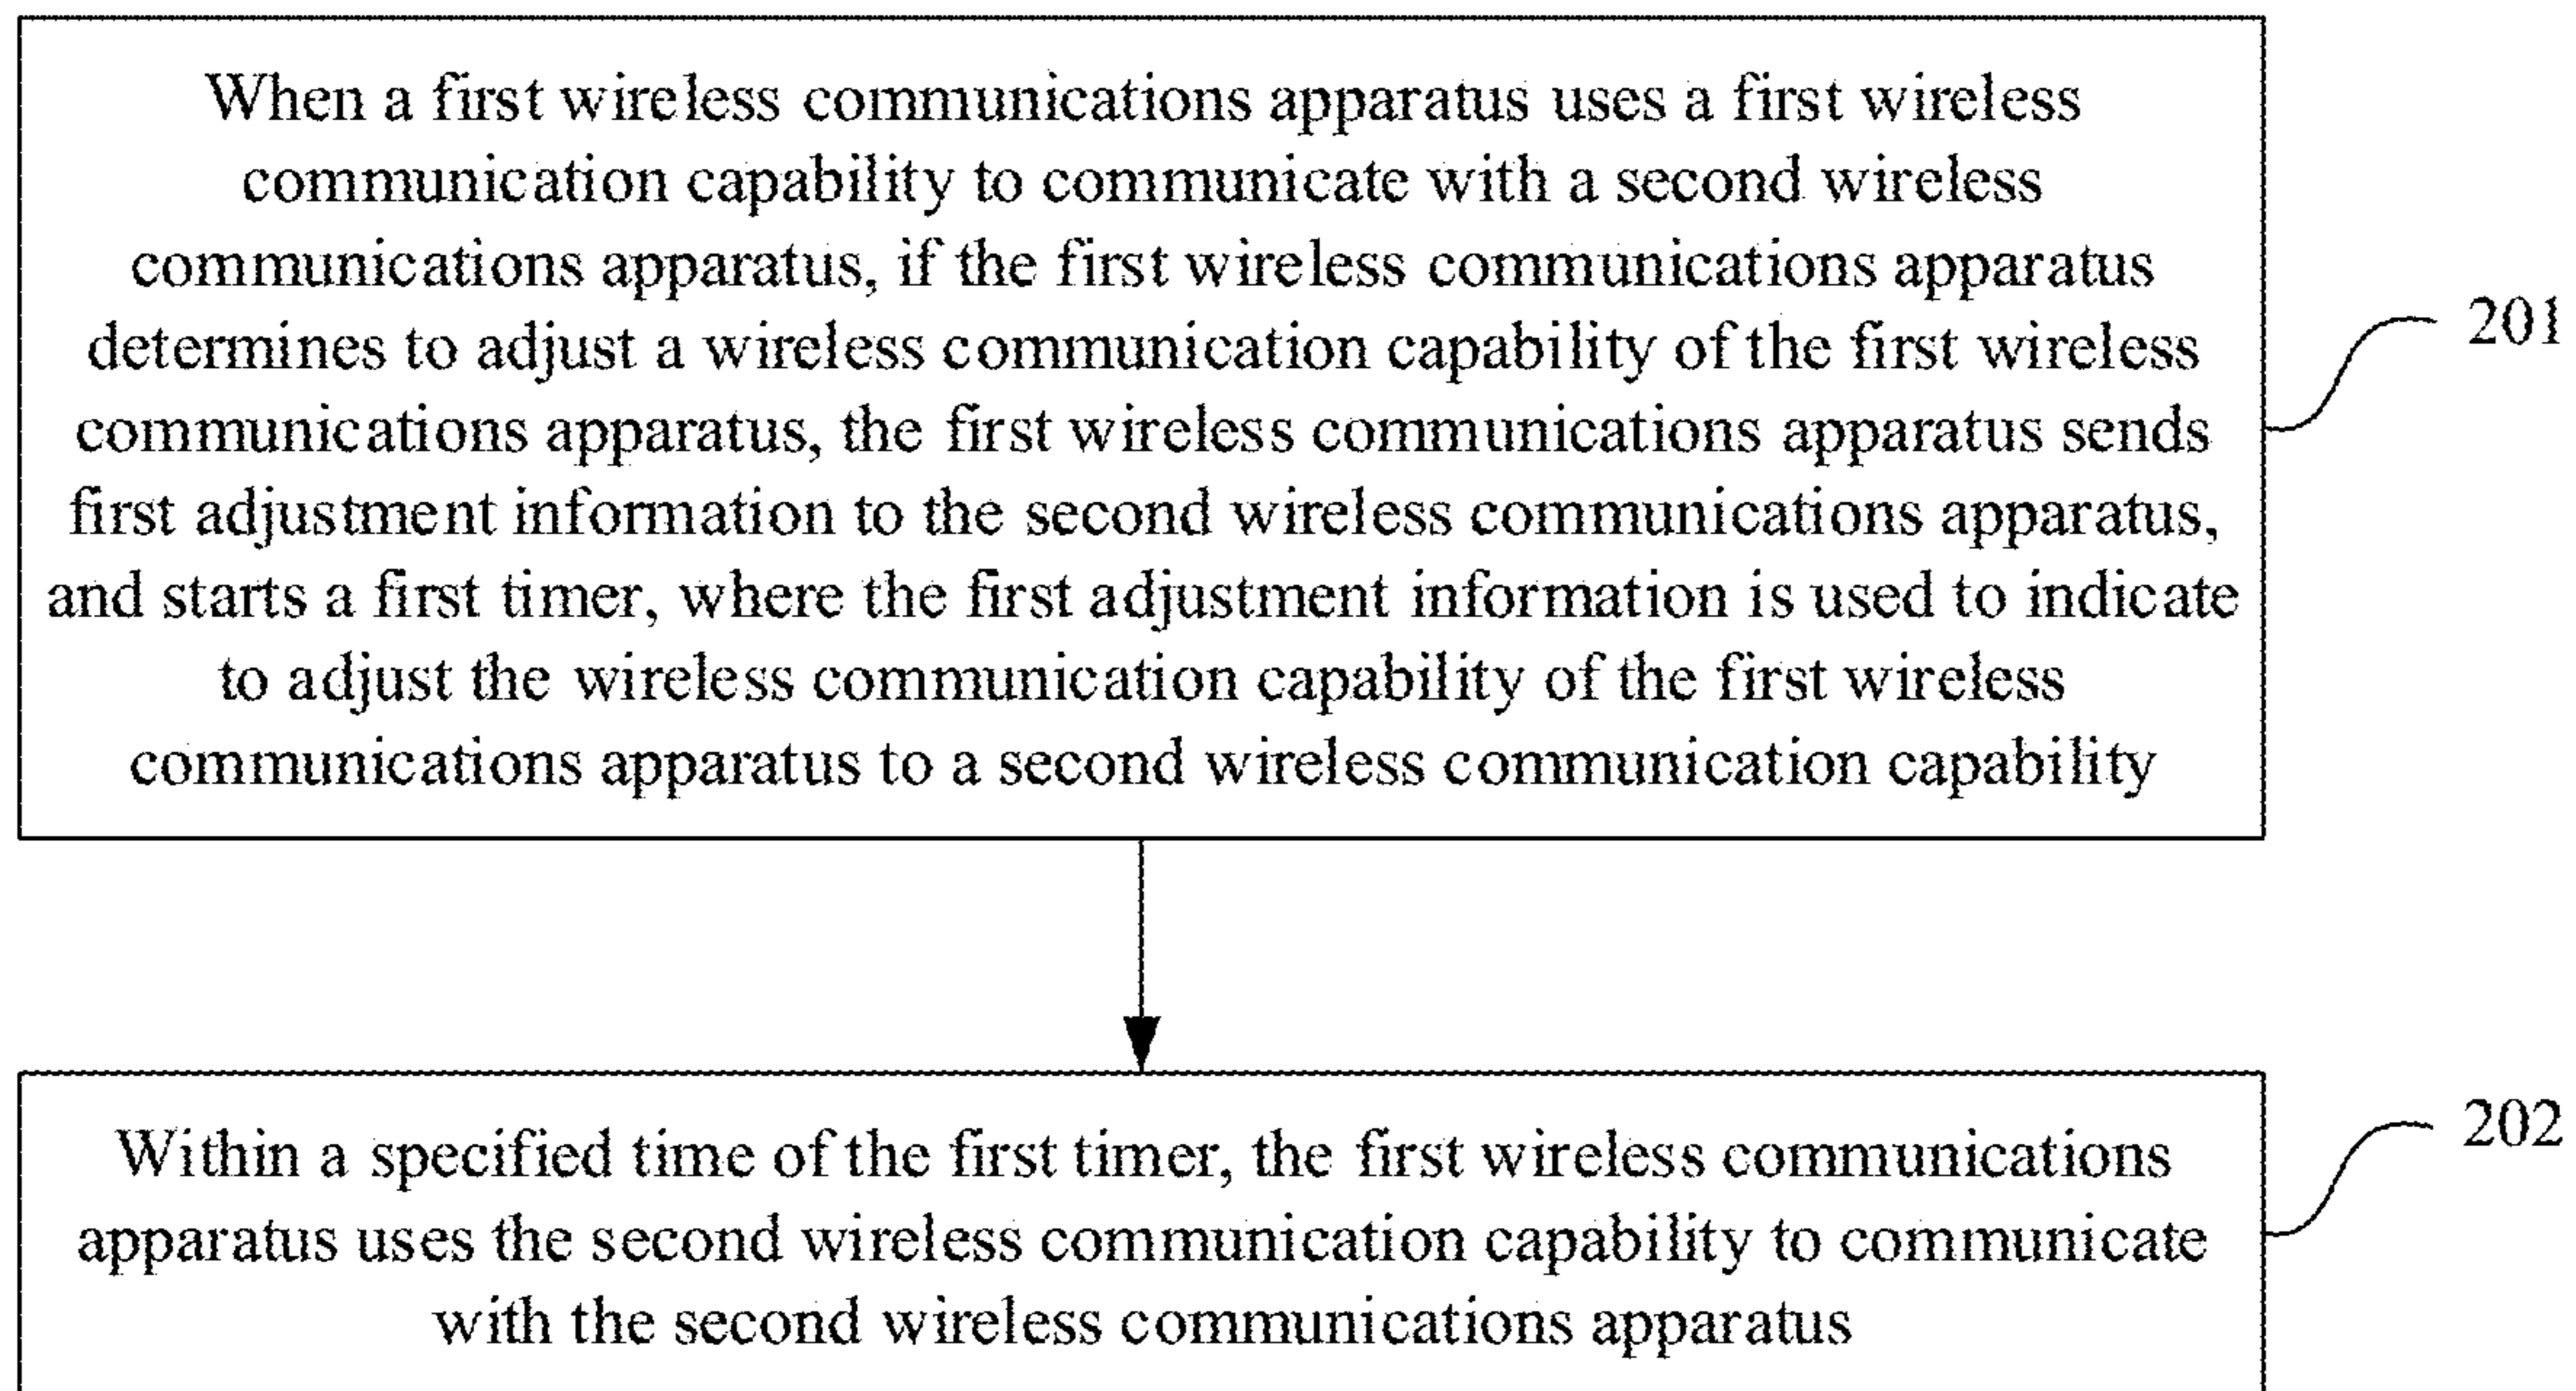 When a first wireless communications apparatus uses a first wireless
communication capability to communicate with a second wireless
communications apparatus, if the first wireless communications apparatus
determines to adjust a wireless communication capability of the first wireless
communications apparatus, the first wireless communications apparatus sends
first adjustment information to the second wireless communications apparatus,
and starts a first timer, where the first adjustment information is used to indicate
to adjust the wireless communication capability of the first wireless
communications apparatus to a second wireless communication capability
201
Within a specified time of the first timer, the first wireless communications
apparatus uses the second wireless communication capability to communicate
with the second wireless communications apparatus
202